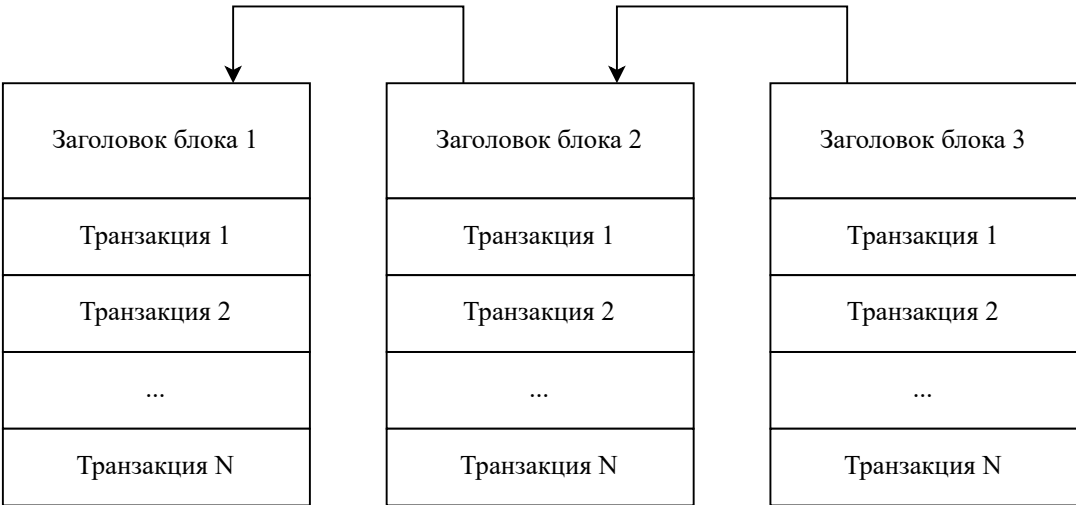 Заголовок блока 1
Транзакция 1
Транзакция 2
...
Транзакция N
Заголовок блока 2
Транзакция 1
Транзакция 2
...
Транзакция N
Заголовок блока 3
Транзакция 1
Транзакция 2
...
Транзакция N